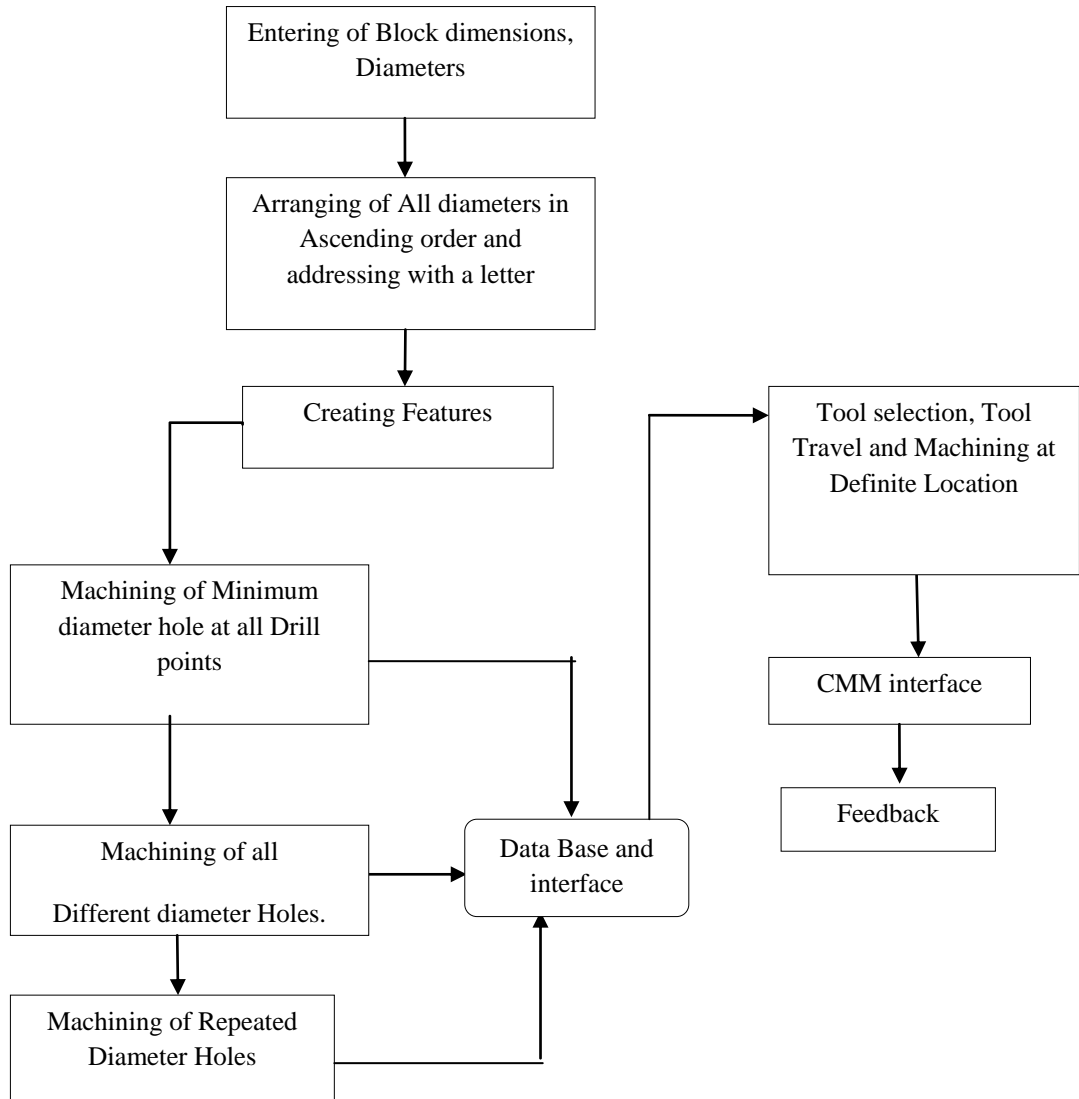 Entering of Block dimensions,
Diameters
Arranging of All diameters in
Ascending order and
addressing with a letter
Creating Features
Tool selection, Tool
Travel and Machining at
Definite Location
Machining of Minimum
diameter hole at all Drill
points
CMM interface
Feedback
Machining of all
Different diameter Holes.
Data Base and
interface
Machining of Repeated
Diameter Holes